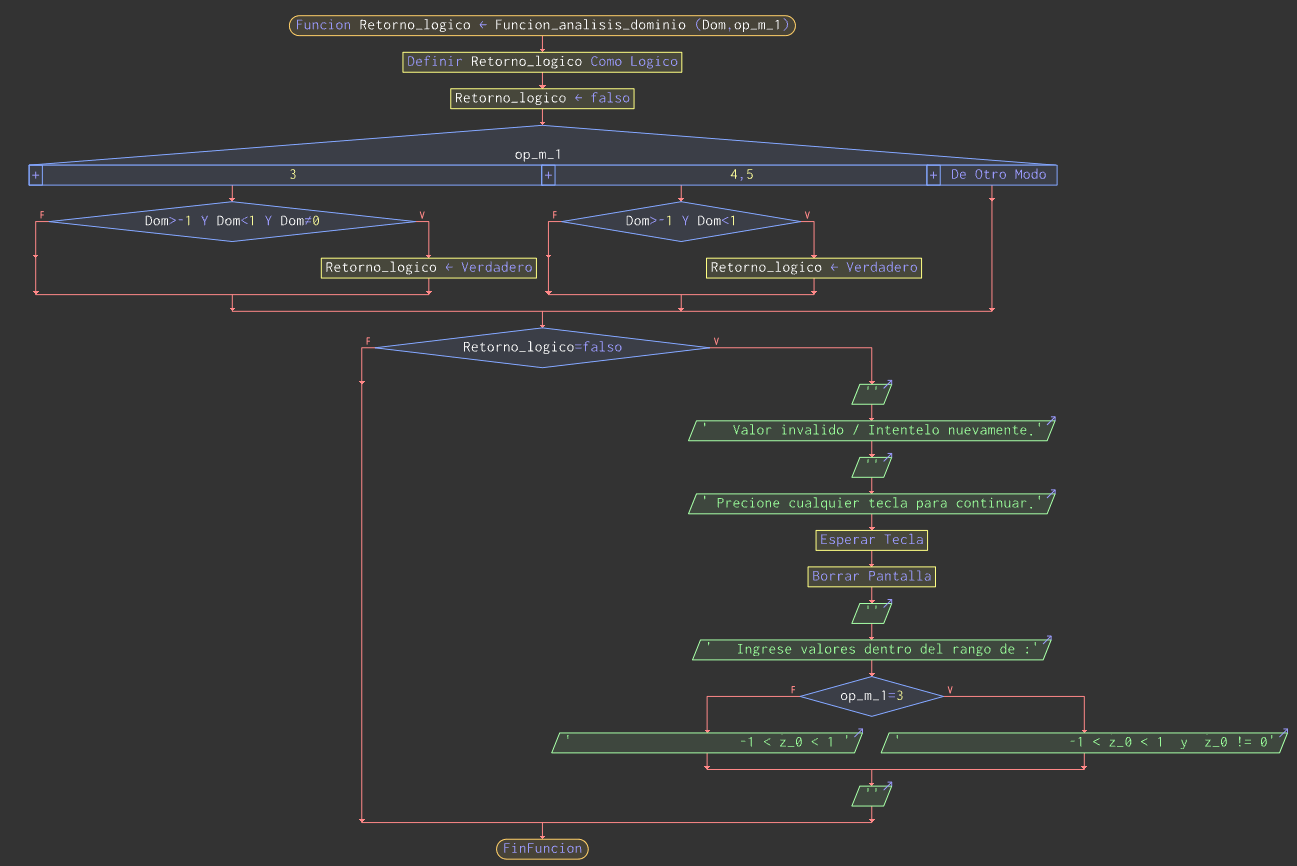 Funcion Retorno_logico ← Funcion_analisis_dominio (Dom,op_m_1)
Definir Retorno_logico Como Logico
Retorno_logico ← falso
op_m_1
+ 3 + 4,5 + De Otro Modo
F Dom>-1 Y Dom<1 Y Dom≠0 V F Dom>-1 Y Dom<1 V
Retorno_logico ← Verdadero Retorno_logico ← Verdadero
F Retorno_logico=falso V
''
' Valor invalido / Intentelo nuevamente.'
''
' Precione cualquier tecla para continuar.'
Esperar Tecla
Borrar Pantalla
''
' Ingrese valores dentro del rango de :'
F op_m_1=3 V
' -1 < z_0 < 1 ' ' -1 < z_0 < 1 y z_0 != 0'
''
FinFuncion